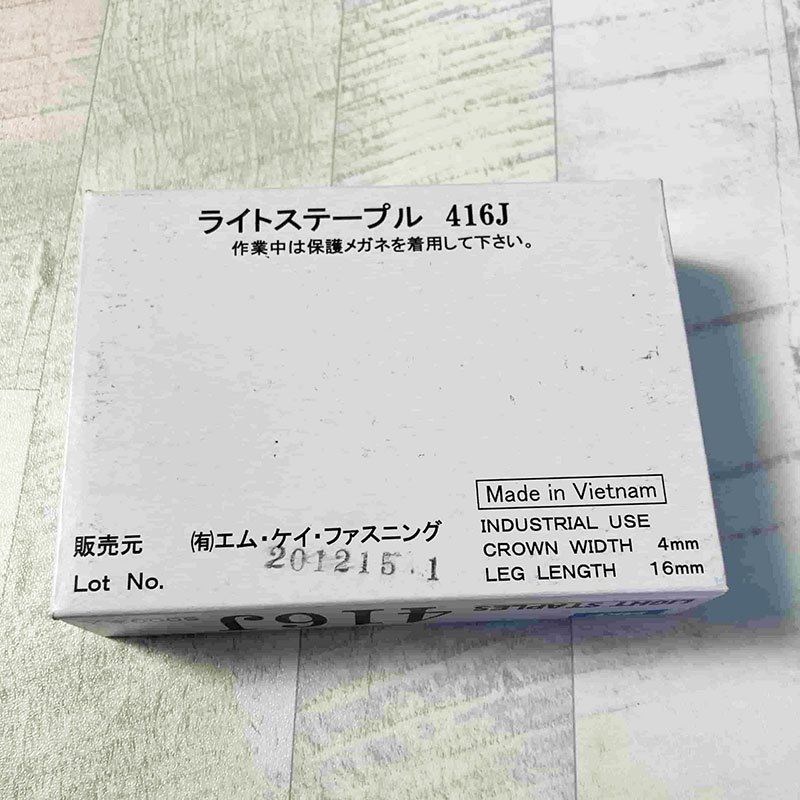 ライトステープル 416J
作業中は保護メガネを着用して下さい。
Made in Vietnam
INDUSTRIAL USE
CROWN WIDTH 4mm
LEG LENGTH 16mm
販売元 ㈲エム・ケイ・ファスニング
Lot No. 201215 1
LIGHT STAPLES
416J